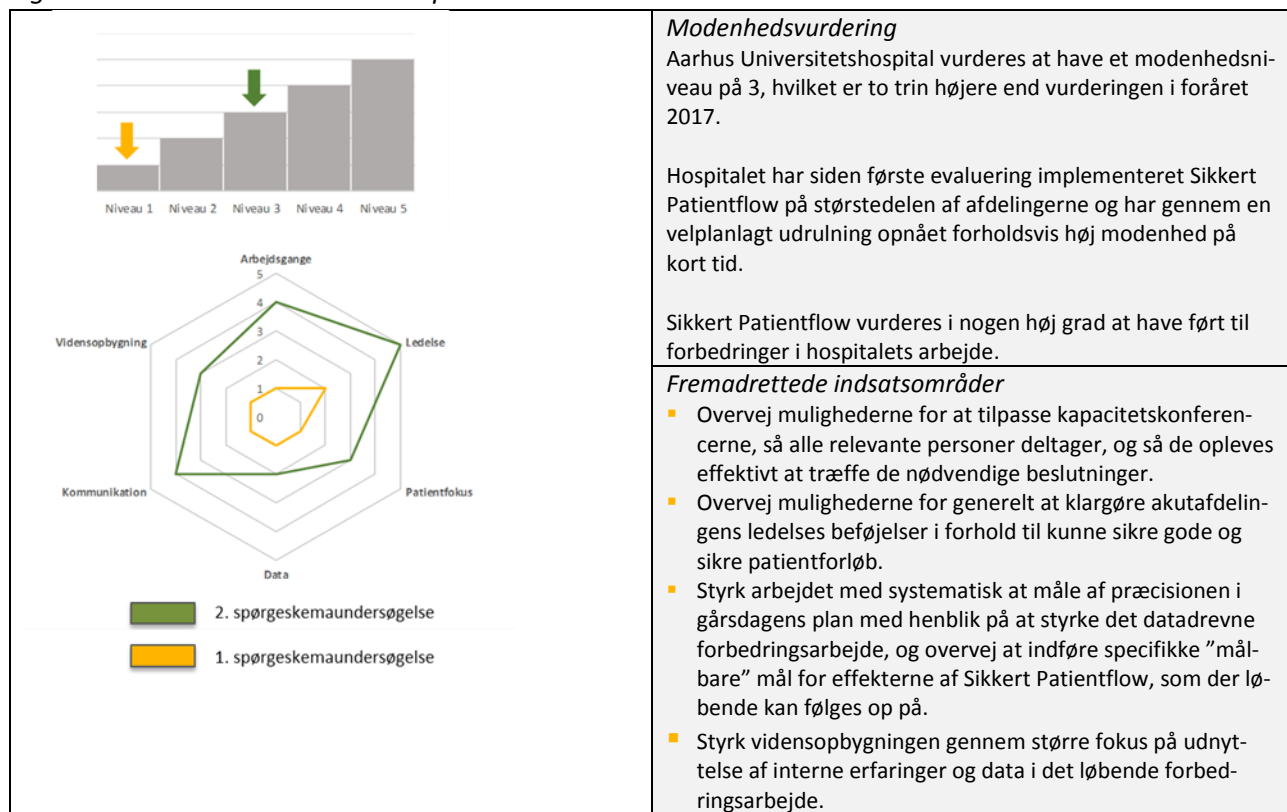 Niveau 1 Niveau 2 Niveau 3 Niveau 4 Niveau 5
Arbejdsgange
5
4
3
2
1
0
Vidensopbygning
Ledelse
Kommunikation
Patientfokus
Data
2. spørgeskemaundersøgelse
1. spørgeskemaundersøgelse
Modenhedsvurdering
Aarhus Universitetshospital vurderes at have et modenhedsni-
veau på 3, hvilket er to trin højere end vurderingen i foråret
2017.
Hospitalet har siden første evaluering implementeret Sikkert
Patientflow på størstedelen af afdelingerne og har gennem en
velplanlagt udrulning opnået forholdsvis høj modenhed på
kort tid.
Sikkert Patientflow vurderes i nogen høj grad at have ført til
forbedringer i hospitalets arbejde.
Fremadrettede indsatsområder
▪ Overvej mulighederne for at tilpasse kapacitetskonferen-
cerne, så alle relevante personer deltager, og så de opleves
effektivt at træffe de nødvendige beslutninger.
▪ Overvej mulighederne for generelt at klargøre akutafdelin-
gens ledelses beføjelser i forhold til kunne sikre gode og
sikre patientforløb.
▪ Styrk arbejdet med systematisk at måle af præcisionen i
gårsdagens plan med henblik på at styrke det datadrevne
forbedringsarbejde, og overvej at indføre specifikke ”mål-
bare” mål for effekterne af Sikkert Patientflow, som der lø-
bende kan følges op på.
▪ Styrk vidensopbygningen gennem større fokus på udnyt-
telse af interne erfaringer og data i det løbende forbed-
ringsarbejde.